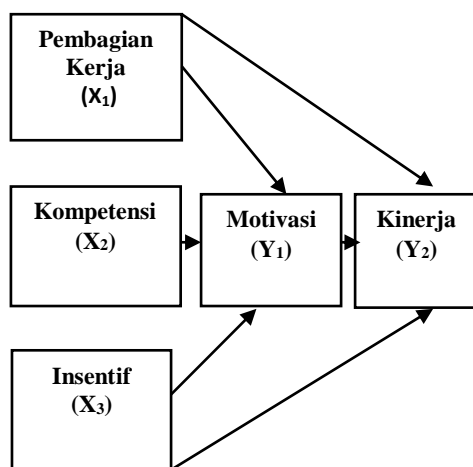 Pembagian
Kerja
(X₁)
Kompetensi
(X₂)
Motivasi
(Y₁)
Kinerja
(Y₂)
Insentif
(X₃)